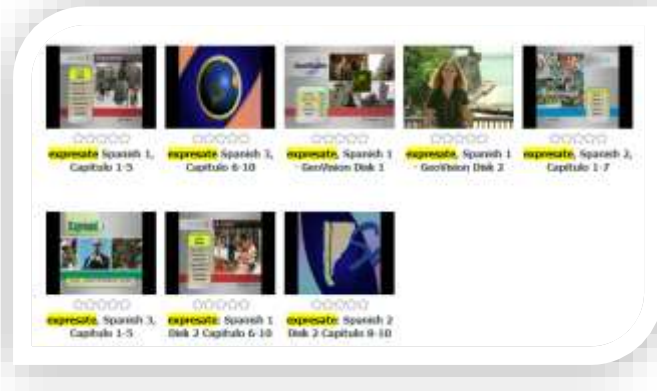 expresate Spanish 1,
Capitulo 1-5
expresate Spanish 3,
Capitulo 6-10
expresate, Spanish 1
GeoVision Disk 1
expresate, Spanish 1
GeoVision Disk 2
expresate Spanish 2,
Capitulo 1-7
expresate, Spanish 3,
Capitulo 1-5
expresate: Spanish 1
Disk 2 Capitulo 6-10
expresate: Spanish 2
Disk 2 Capitulo 8-10